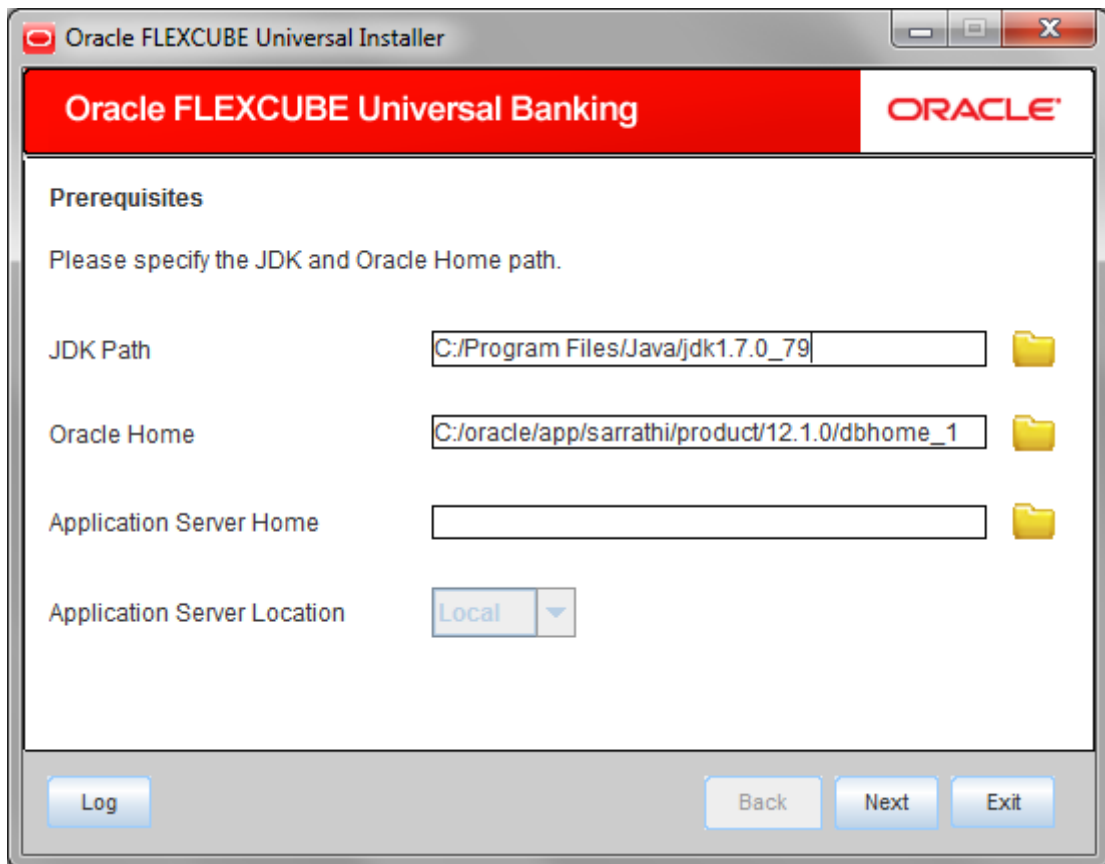 Oracle FLEXCUBE Universal Installer
Oracle FLEXCUBE Universal Banking
ORACLE®
Prerequisites
Please specify the JDK and Oracle Home path.
JDK Path
C:/Program Files/Java/jdk1.7.0_79
Oracle Home
C:/oracle/app/sarrathi/product/12.1.0/dbhome_1
Application Server Home
Application Server Location
Local
Log
Back
Next
Exit